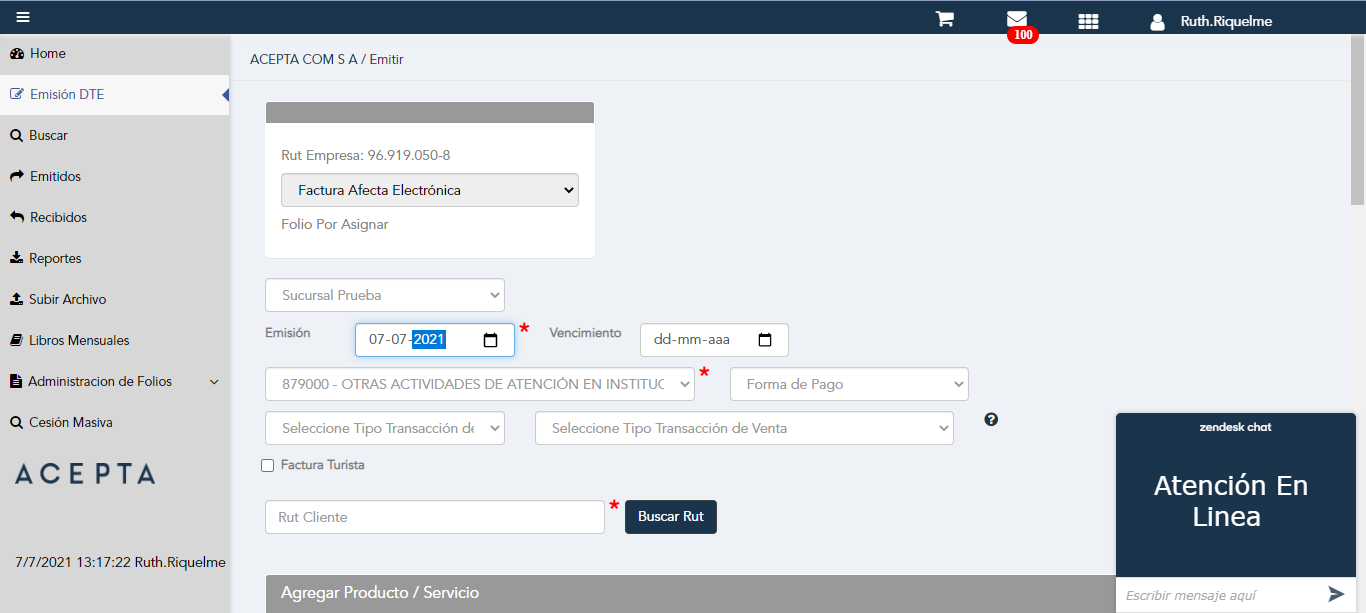 100
Ruth.Riquelme
Home
Emisión DTE
Buscar
Emitidos
Recibidos
Reportes
Subir Archivo
Libros Mensuales
Administracion de Folios
Cesión Masiva
ACEPTA
7/7/2021 13:17:22 Ruth.Riquelme
ACEPTA COM S A / Emitir
Rut Empresa: 96.919.050-8
Factura Afecta Electrónica
Folio Por Asignar
Sucursal Prueba
Emisión 07-07-2021 * Vencimiento dd-mm-aaa
879000 - OTRAS ACTIVIDADES DE ATENCIÓN EN INSTITUC * Forma de Pago
Seleccione Tipo Transacción de Seleccione Tipo Transacción de Venta ?
Factura Turista
Rut Cliente * Buscar Rut
Agregar Producto / Servicio
zendesk chat
Atención En
Linea
Escribir mensaje aquí